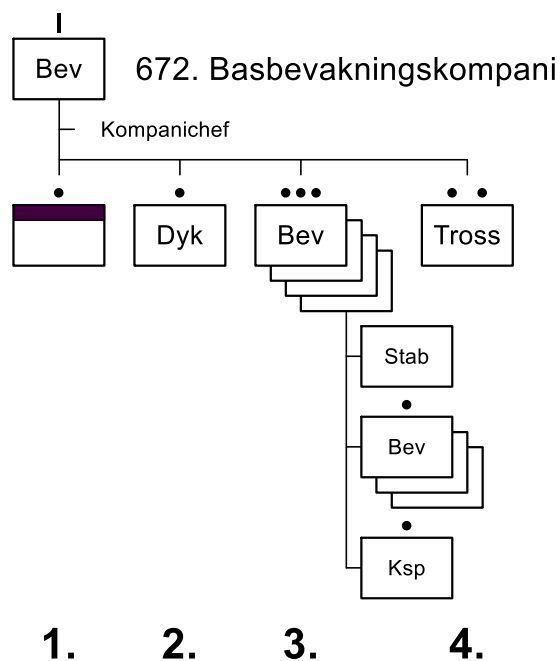 Bev
672. Basbevakningskompani
Kompanichef
Dyk
Bev
Tross
Stab
Bev
Ksp
1. 2. 3. 4.